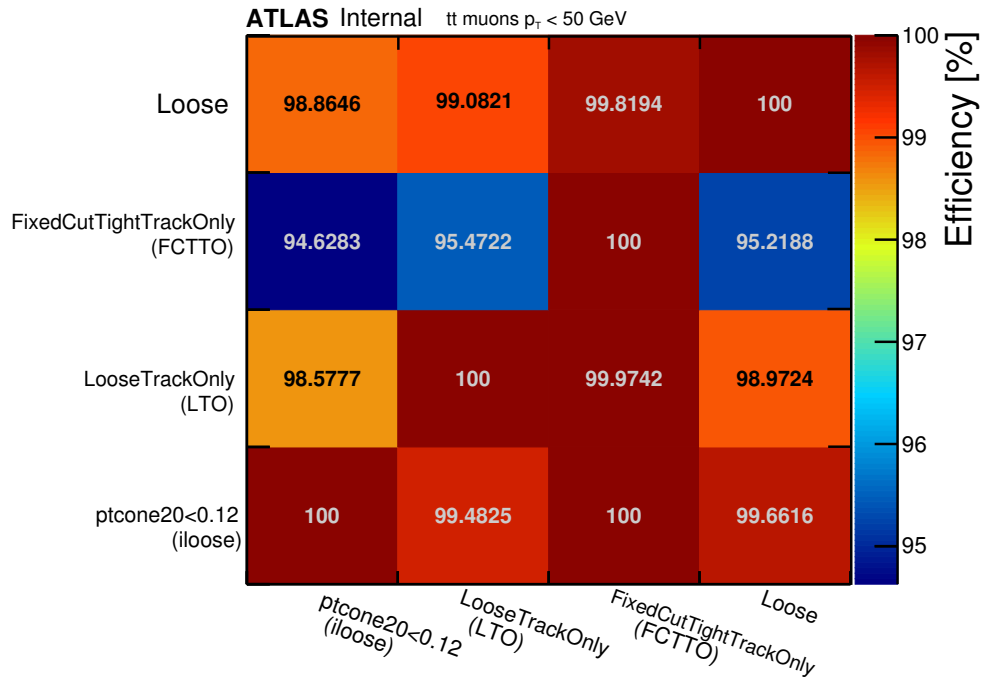 ATLAS Internal tt muons pT < 50 GeV
Loose
98.8646 99.0821 99.8194 100
FixedCutTightTrackOnly
(FCTTO)
94.6283 95.4722 100 95.2188
LooseTrackOnly
(LTO)
98.5777 100 99.9742 98.9724
ptcone20<0.12
(iloose)
100 99.4825 100 99.6616
ptcone20<0.12
(iloose)
LooseTrackOnly
(LTO)
FixedCutTightTrackOnly
(FCTTO)
Loose
100
99
98
97
96
95
Efficiency [%]